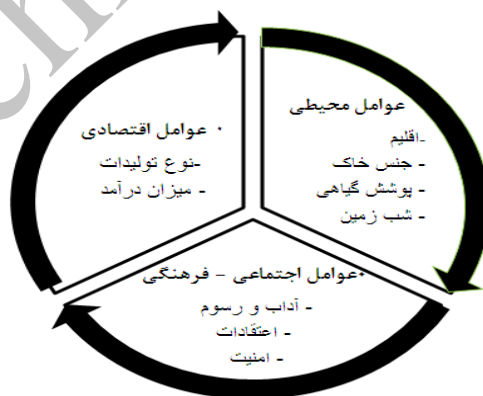 عوامل محیطی
-اقلیم
- جنس خاک
- پوشش گیاهی
- شب زمین
· عوامل اقتصادی
-نوع تولیدات
- میزان درآمد
·عوامل اجتماعی - فرهنگی
- آداب و رسوم
- اعتقادات
- امنیت